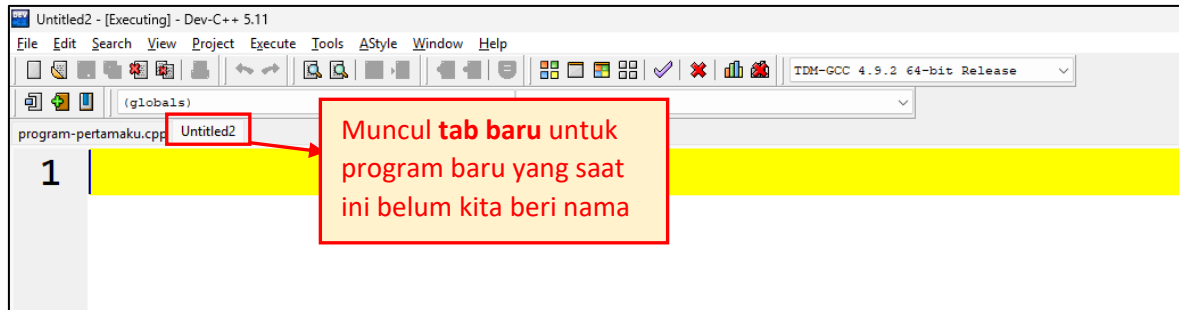 Untitled2 - [Executing] - Dev-C++ 5.11
File Edit Search View Project Execute Tools AStyle Window Help
TDM-GCC 4.9.2 64-bit Release
(globals)
program-pertamaku.cpp Untitled2
1
Muncul tab baru untuk
program baru yang saat
ini belum kita beri nama